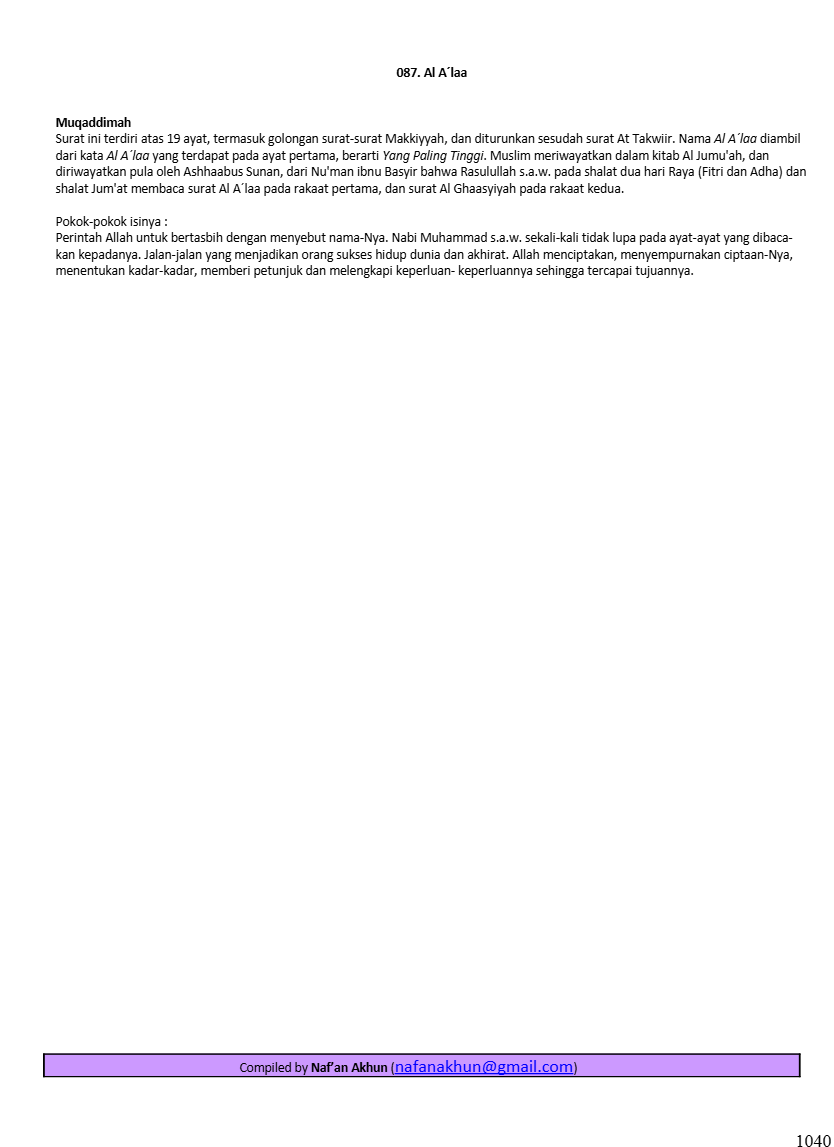 087. Al A´laa
Muqaddimah
Surat ini terdiri atas 19 ayat, termasuk golongan surat-surat Makkiyyah, dan diturunkan sesudah surat At Takwiir. Nama Al A´laa diambil
dari kata Al A´laa yang terdapat pada ayat pertama, berarti Yang Paling Tinggi. Muslim meriwayatkan dalam kitab Al Jumu'ah, dan
diriwayatkan pula oleh Ashhaabus Sunan, dari Nu'man ibnu Basyir bahwa Rasulullah s.a.w. pada shalat dua hari Raya (Fitri dan Adha) dan
shalat Jum'at membaca surat Al A´laa pada rakaat pertama, dan surat Al Ghaasyiyah pada rakaat kedua.
Pokok-pokok isinya :
Perintah Allah untuk bertasbih dengan menyebut nama-Nya. Nabi Muhammad s.a.w. sekali-kali tidak lupa pada ayat-ayat yang dibaca-
kan kepadanya. Jalan-jalan yang menjadikan orang sukses hidup dunia dan akhirat. Allah menciptakan, menyempurnakan ciptaan-Nya,
menentukan kadar-kadar, memberi petunjuk dan melengkapi keperluan- keperluannya sehingga tercapai tujuannya.
Compiled by Naf’an Akhun (nafanakhun@gmail.com)
1040